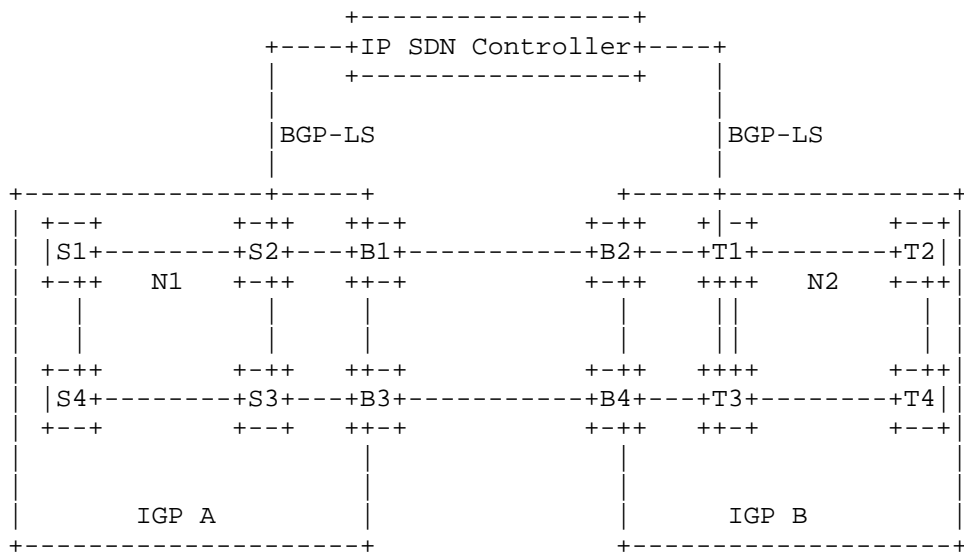 IP SDN Controller
BGP-LS BGP-LS
S1 S2 B1 B2 T1 T2
N1 N2
S4 S3 B3 B4 T3 T4
IGP A IGP B